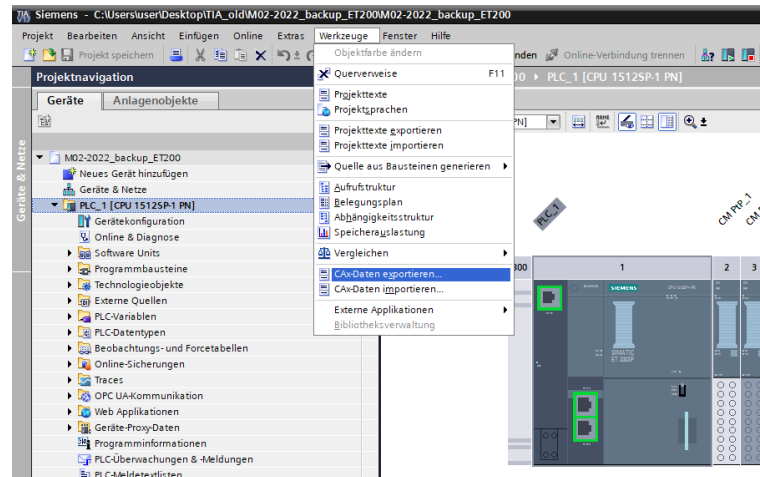 Siemens - C:\Users\user\Desktop\TIA_old\M02-2022_backup_ET200\M02-2022_backup_ET200
Projekt Bearbeiten Ansicht Einfügen Online Extras Werkzeuge Fenster Hilfe
Projekt speichern
nden Online-Verbindung trennen
Projektnavigation
00 PLC_1 [CPU 1512SP-1 PN]
Geräte Anlagenobjekte
PN]
Geräte & Netze
M02-2022_backup_ET200
Neues Gerät hinzufügen
Geräte & Netze
PLC_1 [CPU 1512SP-1 PN]
Gerätekonfiguration
Online & Diagnose
Software Units
Programmbausteine
Technologieobjekte
Externe Quellen
PLC-Variablen
PLC-Datentypen
Beobachtungs- und Forcetabellen
Online-Sicherungen
Traces
OPC UA-Kommunikation
Web Applikationen
Geräte-Proxy-Daten
Programminformationen
PLC-Überwachungen & -Meldungen
PLC-Meldetextlisten
Objektfarbe ändern
Querverweise F11
Projekttexte
Projektsprachen
Projekttexte exportieren
Projekttexte importieren
Quelle aus Bausteinen generieren
Aufrufstruktur
Belegungsplan
Abhängigkeitsstruktur
Speicherauslastung
Vergleichen
CAx-Daten exportieren...
CAx-Daten importieren...
Externe Applikationen
Bibliotheksverwaltung
PLC_1
CM PtP_1
CM P
300 1 2 3
SIEMENS
SIMATIC
ET 200SP